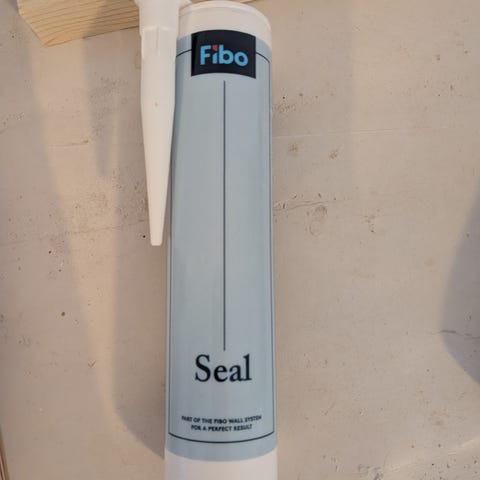 Fibo
Seal
PART OF THE FIBO WALL SYSTEM
FOR A PERFECT RESULT